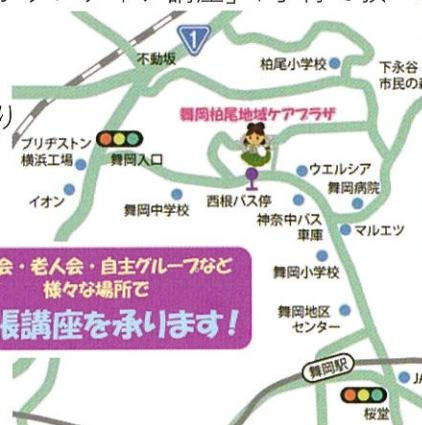 1
不動坂
柏尾小学校
下永谷
市民の森
舞岡柏尾地域ケアプラザ
り
ブリヂストン
横浜工場
舞岡入口
ウエルシア
舞岡病院
イオン
舞岡中学校
西根バス停
神奈中バス
車庫
マルエツ
会・老人会・自主グループなど
様々な場所で
張講座を承ります!
舞岡小学校
舞岡地区
センター
舞岡駅
JA
桜堂